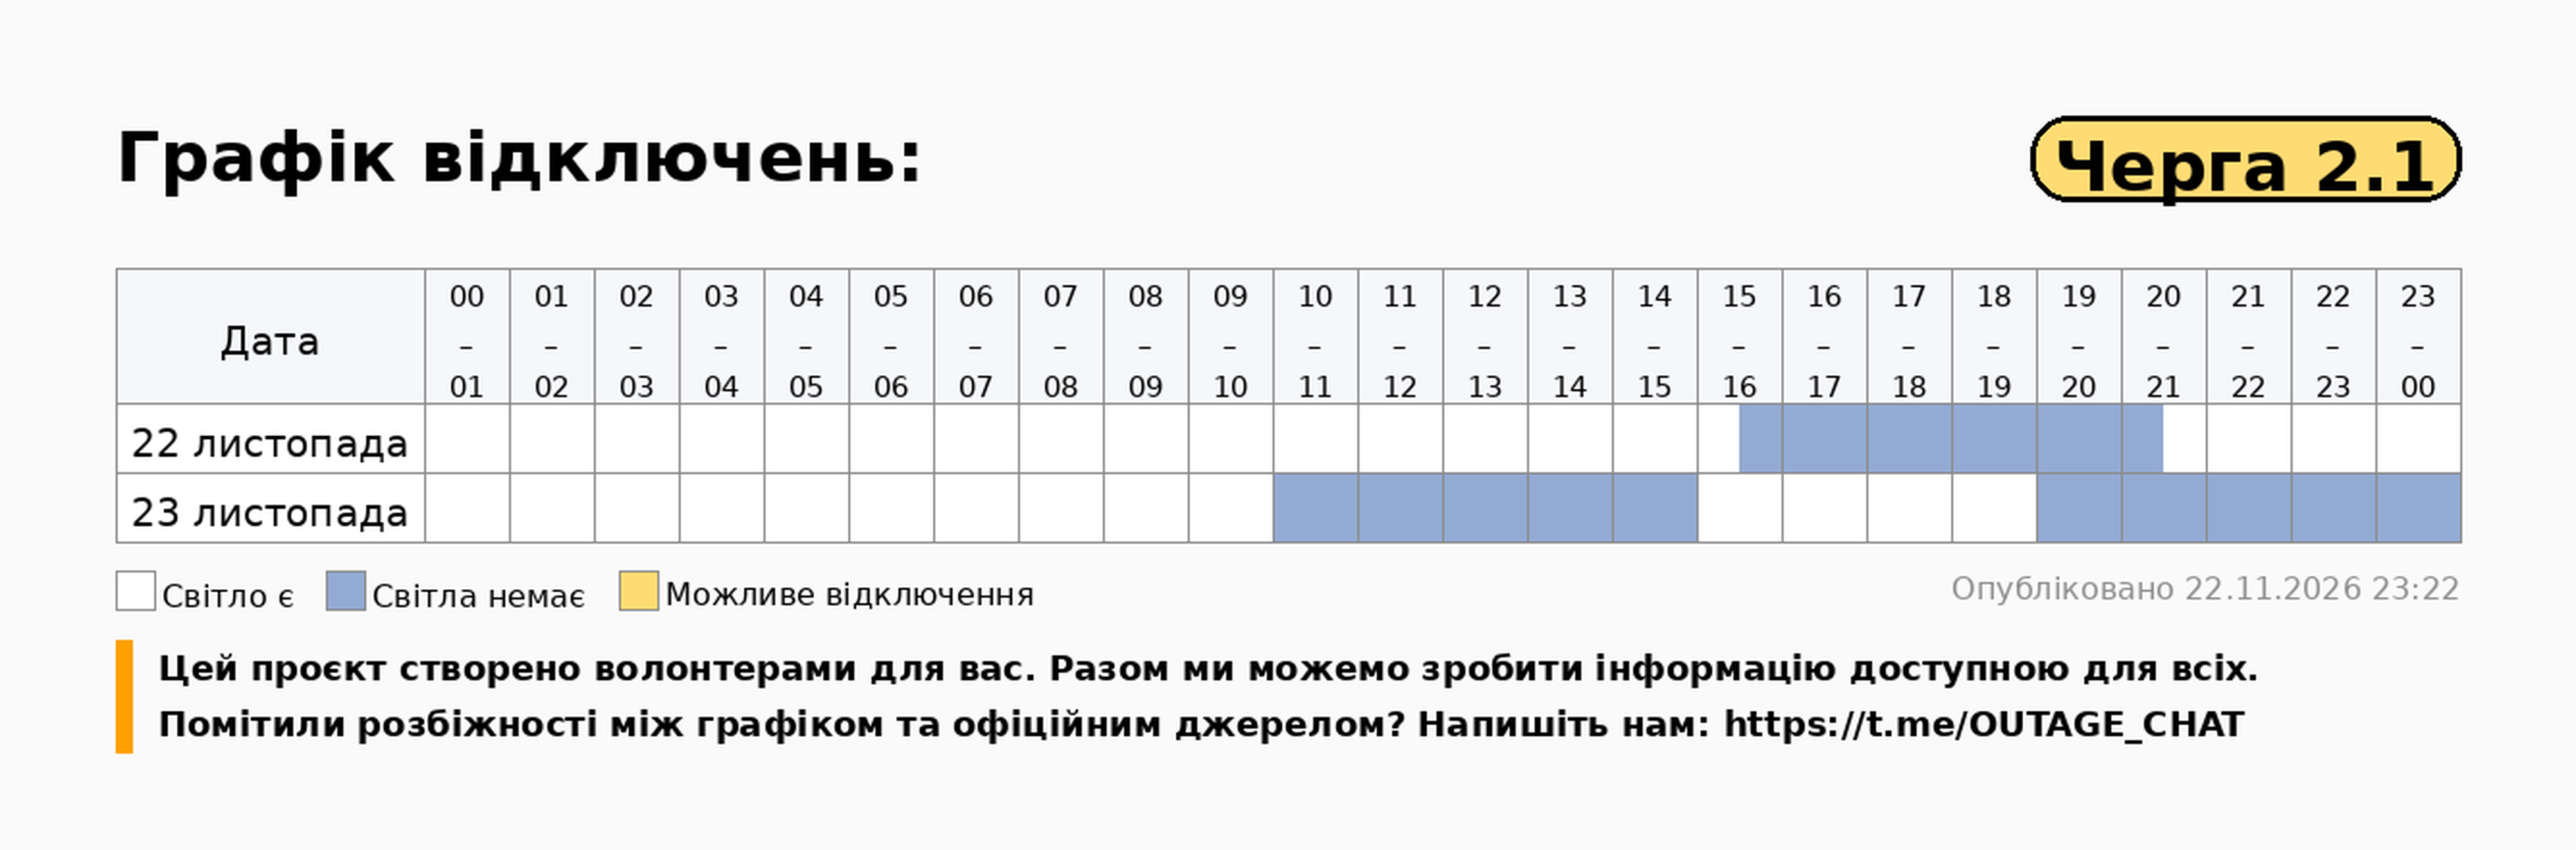 Графік відключень:
Черга 2.1
Дата
00 – 01
01 – 02
02 – 03
03 – 04
04 – 05
05 – 06
06 – 07
07 – 08
08 – 09
09 – 10
10 – 11
11 – 12
12 – 13
13 – 14
14 – 15
15 – 16
16 – 17
17 – 18
18 – 19
19 – 20
20 – 21
21 – 22
22 – 23
23 – 00
22 листопада
23 листопада
Світло є
Світла немає
Можливе відключення
Опубліковано 22.11.2026 23:22
Цей проєкт створено волонтерами для вас. Разом ми можемо зробити інформацію доступною для всіх.
Помітили розбіжності між графіком та офіційним джерелом? Напишіть нам: https://t.me/OUTAGE_CHAT